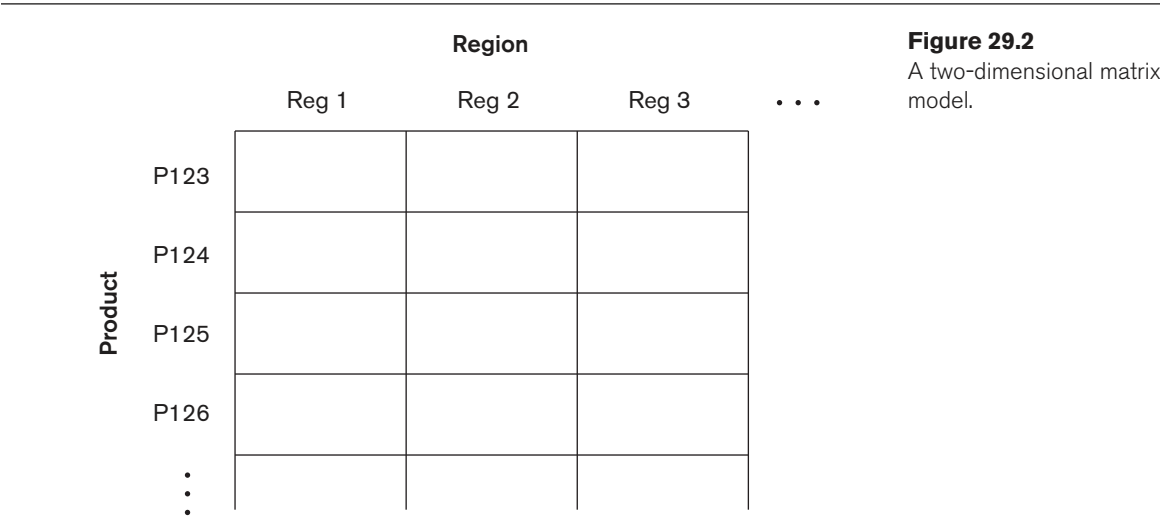 Region
Figure 29.2
A two-dimensional matrix
model.
Reg 1 Reg 2 Reg 3 . . .
Product
P123
P124
P125
P126
.
.
.